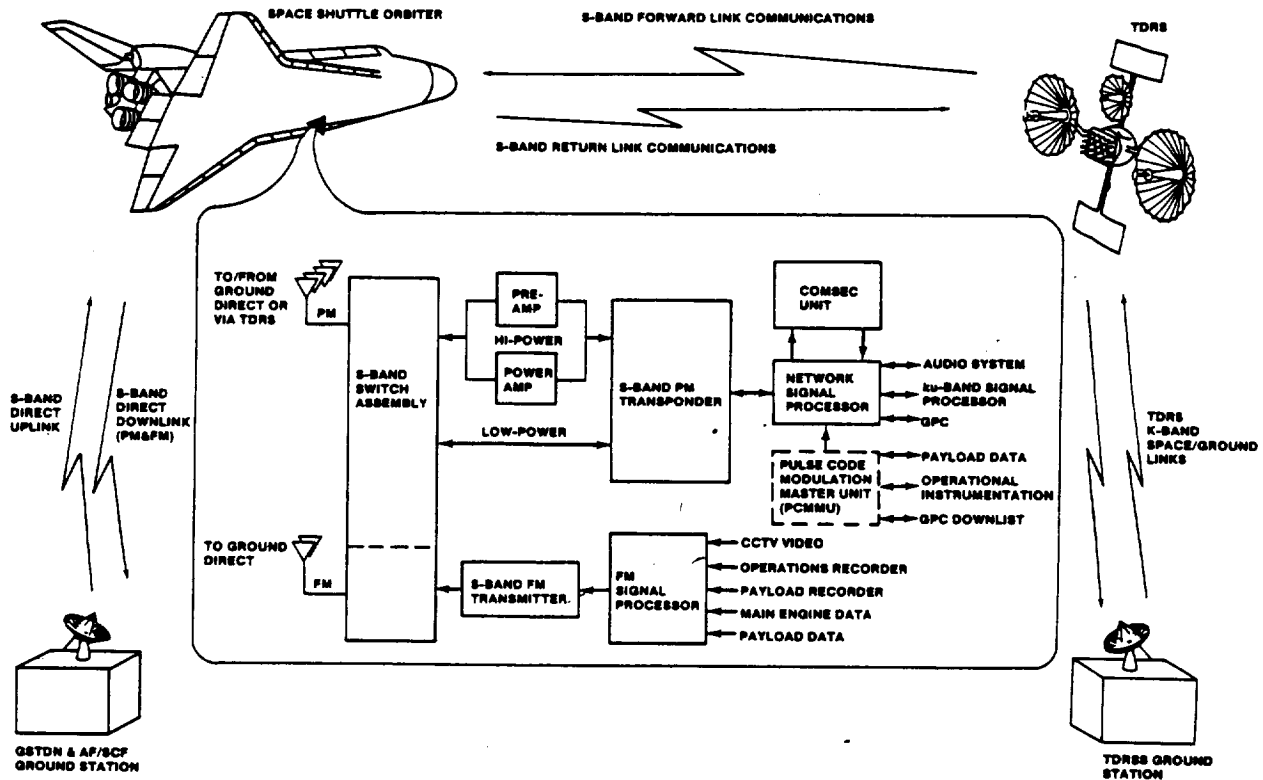 SPACE SHUTTLE ORBITER
S-BAND FORWARD LINK COMMUNICATIONS
TDRS
S-BAND RETURN LINK COMMUNICATIONS
TO/FROM
GROUND
DIRECT OR
VIA TDRS
PM
S-BAND
SWITCH
ASSEMBLY
PRE-
AMP
HI-POWER
POWER
AMP
LOW-POWER
S-BAND PM
TRANSPONDER
COMSEC
UNIT
NETWORK
SIGNAL
PROCESSOR
AUDIO SYSTEM
ku-BAND SIGNAL
PROCESSOR
GPC
PULSE CODE
MODULATION
MASTER UNIT
(PCMMU)
PAYLOAD DATA
OPERATIONAL
INSTRUMENTATION
GPC DOWNLIST
S-BAND
DIRECT
UPLINK
S-BAND
DIRECT
DOWNLINK
(PM&FM)
TDRS
K-BAND
SPACE/GROUND
LINKS
TO GROUND
DIRECT
FM
S-BAND FM
TRANSMITTER
FM
SIGNAL
PROCESSOR
CCTV VIDEO
OPERATIONS RECORDER
PAYLOAD RECORDER
MAIN ENGINE DATA
PAYLOAD DATA
GSTDN & AF/SCF
GROUND STATION
TDRSS GROUND
STATION